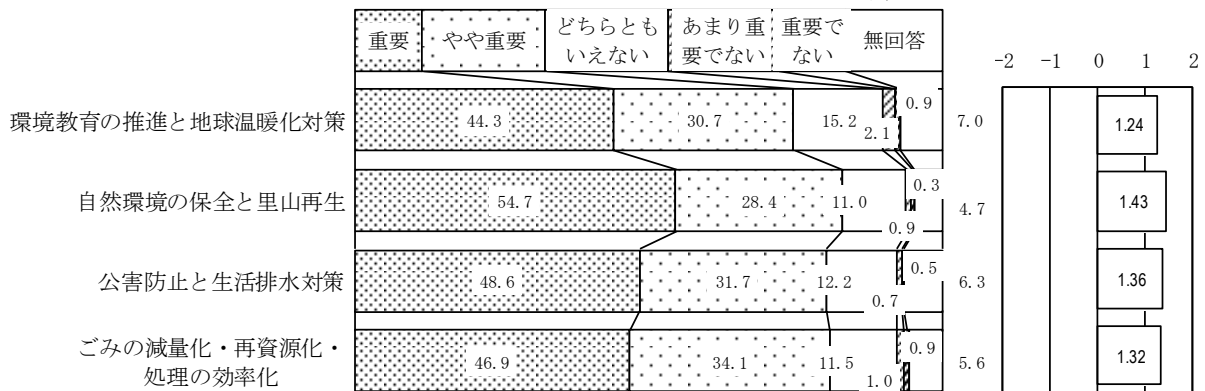 重要 やや重要 どちらとも あまり重 重要で 無回答
いえない 要でない ない
-2 -1 0 1 2
環境教育の推進と地球温暖化対策 44.3 30.7 15.2 2.1 0.9 7.0 1.24
自然環境の保全と里山再生 54.7 28.4 11.0 0.9 0.3 4.7 1.43
公害防止と生活排水対策 48.6 31.7 12.2 0.7 0.5 6.3 1.36
ごみの減量化・再資源化・
処理の効率化 46.9 34.1 11.5 1.0 0.9 5.6 1.32